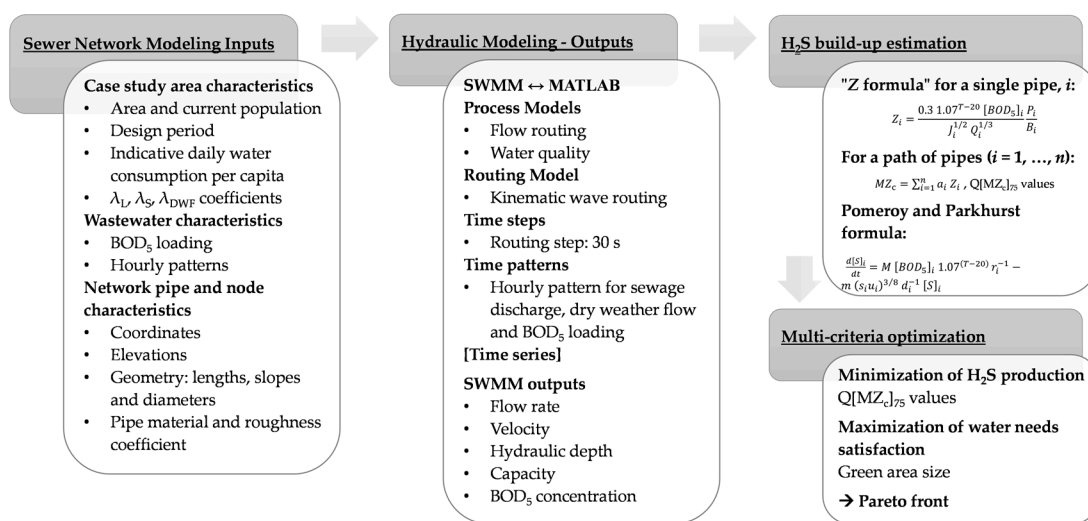 Sewer Network Modeling Inputs
Case study area characteristics
• Area and current population
• Design period
• Indicative daily water
consumption per capita
• λL, λS, λDWF coefficients
Wastewater characteristics
• BOD5 loading
• Hourly patterns
Network pipe and node
characteristics
• Coordinates
• Elevations
• Geometry: lengths, slopes
and diameters
• Pipe material and roughness
coefficient
Hydraulic Modeling - Outputs
SWMM ↔ MATLAB
Process Models
• Flow routing
• Water quality
Routing Model
• Kinematic wave routing
Time steps
• Routing step: 30 s
Time patterns
• Hourly pattern for sewage
discharge, dry weather flow
and BOD5 loading
[Time series]
SWMM outputs
• Flow rate
• Velocity
• Hydraulic depth
• Capacity
• BOD5 concentration
H2S build-up estimation
"Z formula" for a single pipe, i:
Zi = (0.3 1.07^(T−20) [BOD5]i) / (Ji^(1/2) Qi^(1/3)) Pi/Bi
For a path of pipes (i = 1, …, n):
MZc = ∑_(i=1)^n ai Zi , Q[MZc]75 values
Pomeroy and Parkhurst
formula:
d[S]i/dt = M [BOD5]i 1.07^(T−20) ri^−1 −
m (si ui)^3/8 di^−1 [S]i
Multi-criteria optimization
Minimization of H2S production
Q[MZc]75 values
Maximization of water needs
satisfaction
Green area size
→ Pareto front